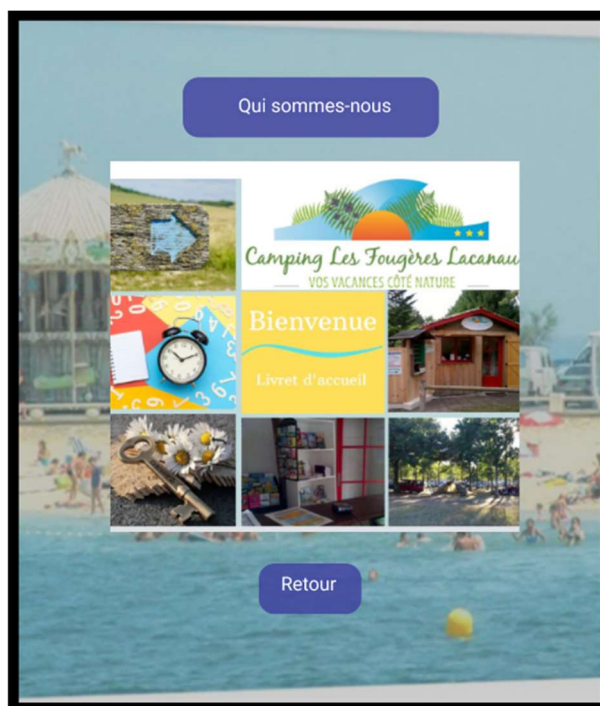 Qui sommes-nous
Camping Les Fougères Lacanau
VOS VACANCES CÔTÉ NATURE
Bienvenue
Livret d'accueil
Retour